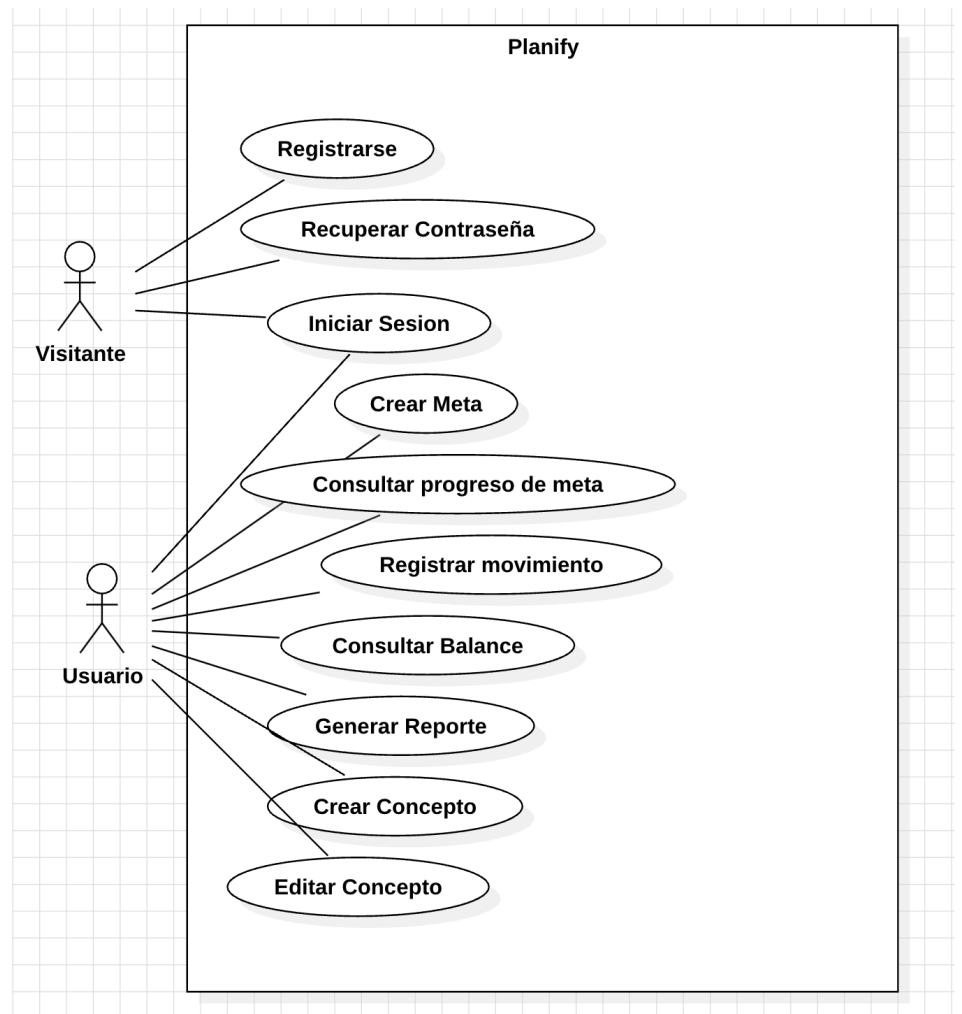 Planify
Registrarse
Recuperar Contraseña
Visitante
Iniciar Sesion
Crear Meta
Consultar progreso de meta
Registrar movimiento
Consultar Balance
Usuario
Generar Reporte
Crear Concepto
Editar Concepto